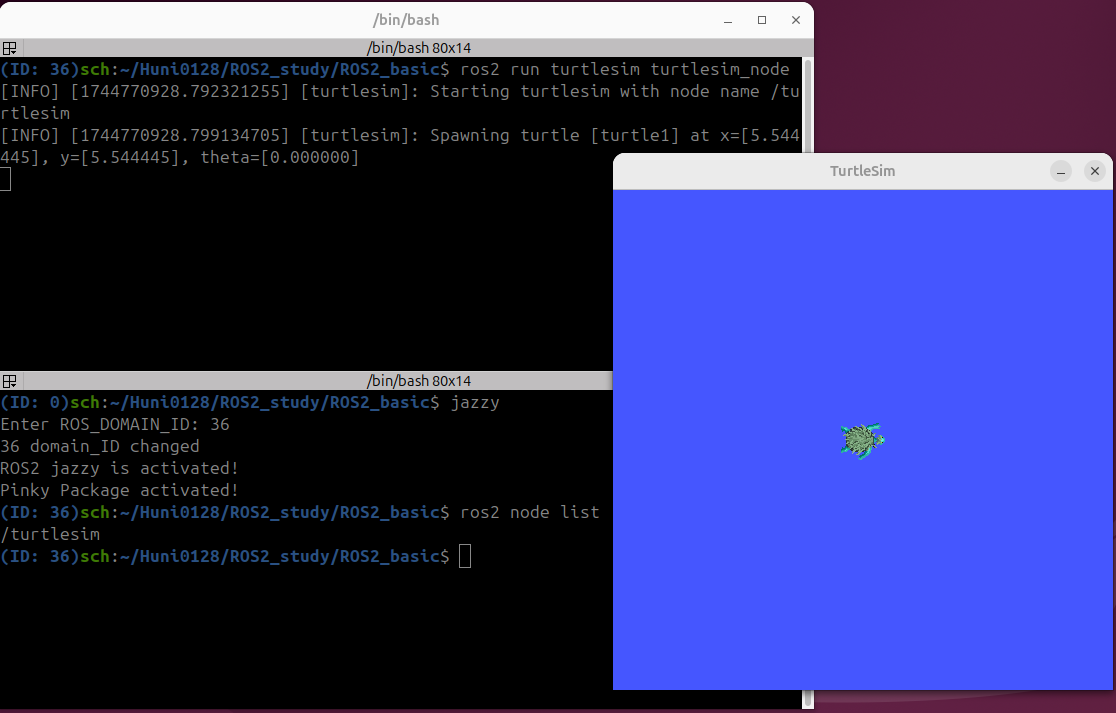 /bin/bash
/bin/bash 80x14
(ID: 36)sch:~/Huni0128/ROS2_study/ROS2_basic$ ros2 run turtlesim turtlesim_node
[INFO] [1744770928.792321255] [turtlesim]: Starting turtlesim with node name /tu
rtlesim
[INFO] [1744770928.799134705] [turtlesim]: Spawning turtle [turtle1] at x=[5.544
445], y=[5.544445], theta=[0.000000]
TurtleSim
/bin/bash 80x14
(ID: 0)sch:~/Huni0128/ROS2_study/ROS2_basic$ jazzy
Enter ROS_DOMAIN_ID: 36
36 domain_ID changed
ROS2 jazzy is activated!
Pinky Package activated!
(ID: 36)sch:~/Huni0128/ROS2_study/ROS2_basic$ ros2 node list
/turtlesim
(ID: 36)sch:~/Huni0128/ROS2_study/ROS2_basic$